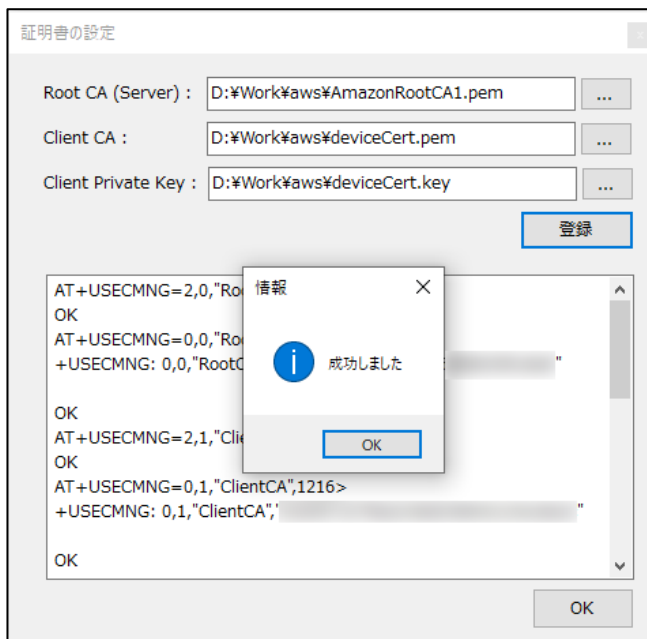 証明書の設定
Root CA (Server) : D:¥Work¥aws¥AmazonRootCA1.pem ...
Client CA : D:¥Work¥aws¥deviceCert.pem ...
Client Private Key : D:¥Work¥aws¥deviceCert.key ...
登録
AT+USECMNG=2,0,"Ro
OK
AT+USECMNG=0,0,"Ro
+USECMNG: 0,0,"RootC "
OK
AT+USECMNG=2,1,"Clie
OK
AT+USECMNG=0,1,"ClientCA",1216>
+USECMNG: 0,1,"ClientCA"," "
OK
情報
成功しました
OK
OK